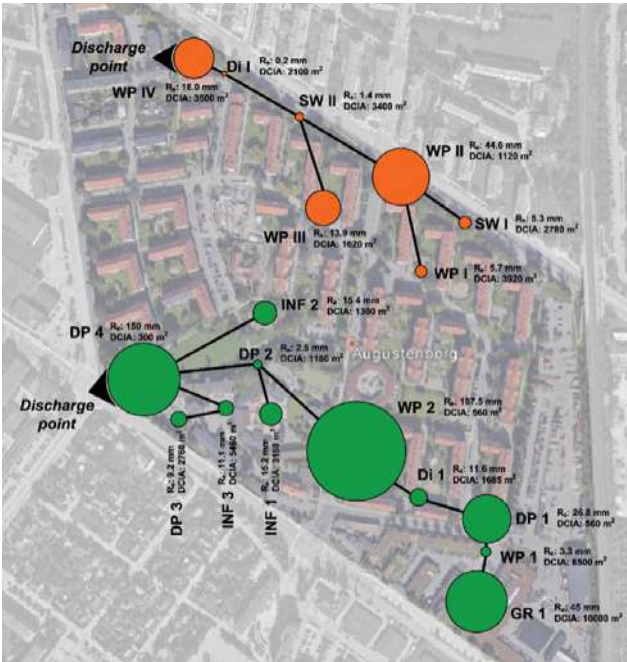 Discharge
point
Di I
Rₑ: 0.2 mm
DCIA: 2100 m²
WP IV
Rₑ: 16.0 mm
DCIA: 3500 m²
SW II
Rₑ: 1.4 mm
DCIA: 3400 m²
WP II
Rₑ: 44.6 mm
DCIA: 1120 m²
WP III
Rₑ: 13.9 mm
DCIA: 1620 m²
SW I
Rₑ: 5.3 mm
DCIA: 2780 m²
WP I
Rₑ: 5.7 mm
DCIA: 3920 m²
INF 2
Rₑ: 15.4 mm
DCIA: 1300 m²
DP 4
Rₑ: 150 mm
DCIA: 300 m²
DP 2
Rₑ: 2.5 mm
DCIA: 1180 m²
Augustenborg
Discharge
point
WP 2
Rₑ: 187.5 mm
DCIA: 560 m²
DP 3
Rₑ: 9.2 mm
DCIA: 2760 m²
INF 3
Rₑ: 11.1 mm
DCIA: 5460 m²
INF 1
Rₑ: 15.2 mm
DCIA: 3150 m²
Di 1
Rₑ: 11.6 mm
DCIA: 1685 m²
DP 1
Rₑ: 26.8 mm
DCIA: 560 m²
WP 1
Rₑ: 3.3 mm
DCIA: 6500 m²
GR 1
Rₑ: 45 mm
DCIA: 10000 m²